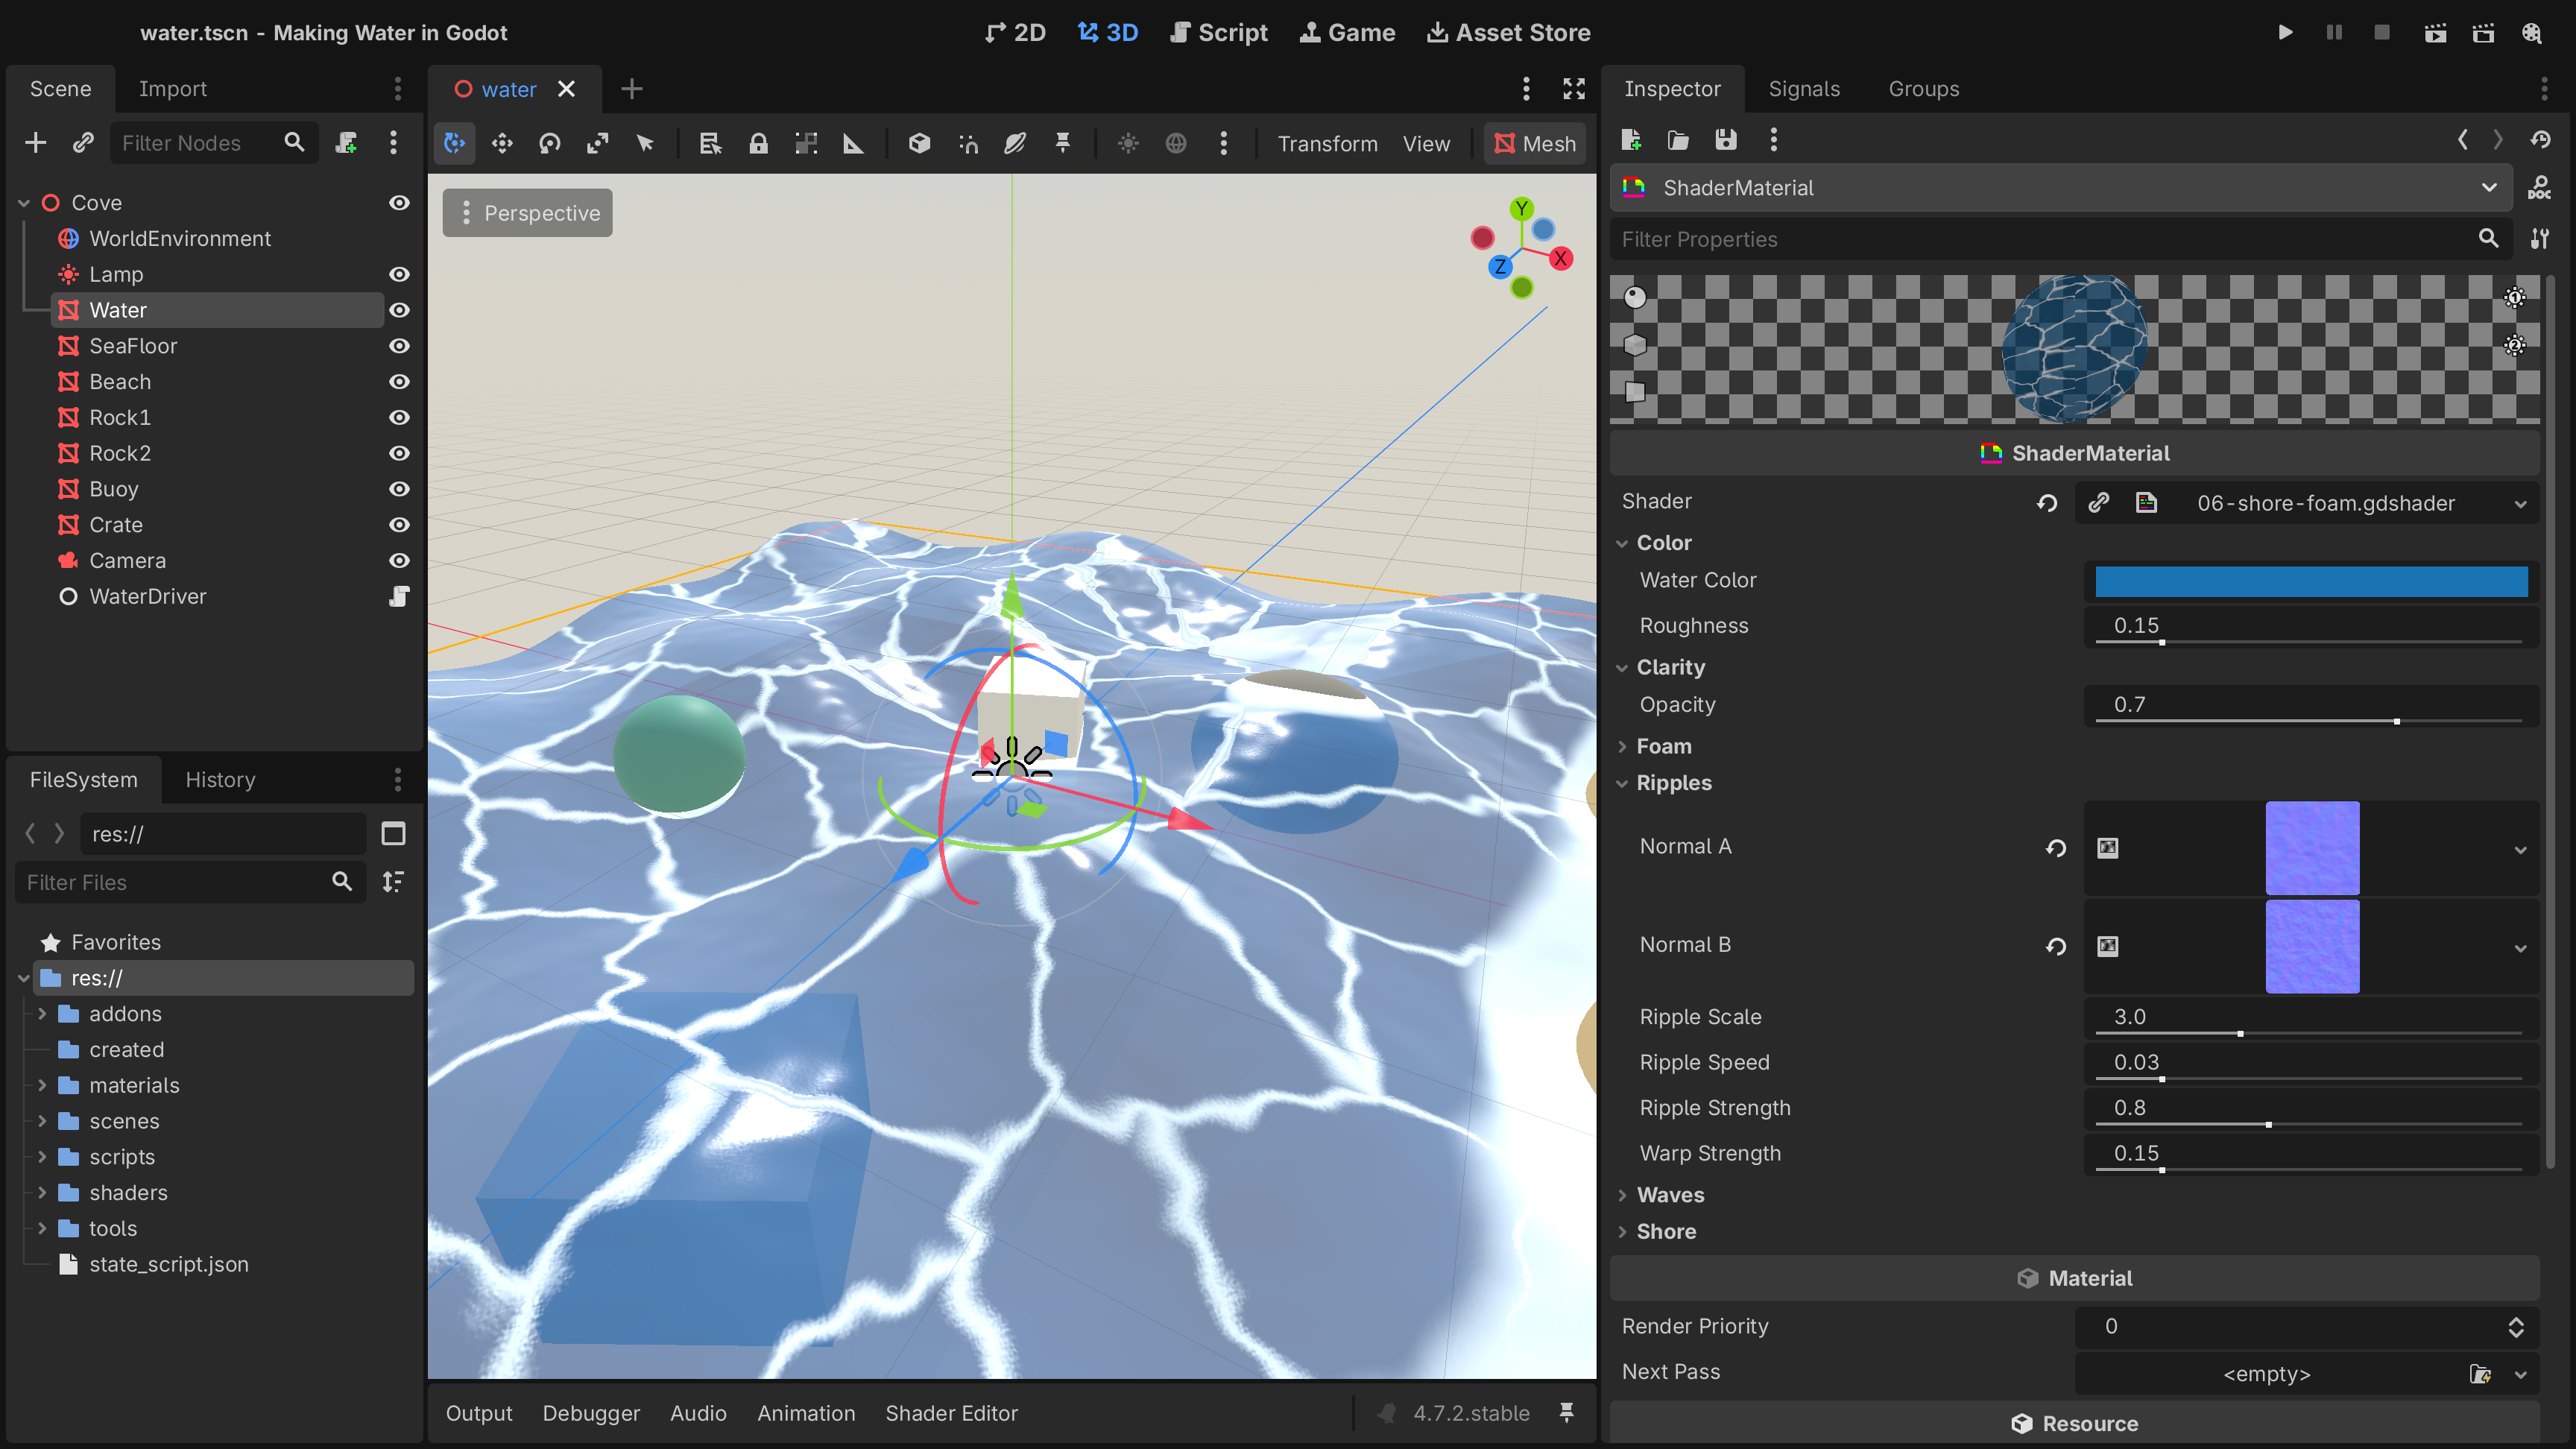 water.tscn - Making Water in Godot
2D
3D
Script
Game
Asset Store
Scene
Import
Filter Nodes
Cove
WorldEnvironment
Lamp
Water
SeaFloor
Beach
Rock1
Rock2
Buoy
Crate
Camera
WaterDriver
FileSystem
History
res://
Filter Files
Favorites
res://
addons
created
materials
scenes
scripts
shaders
tools
state_script.json
water
Transform
View
Mesh
Perspective
Y
X
Z
Output
Debugger
Audio
Animation
Shader Editor
4.7.2.stable
Inspector
Signals
Groups
ShaderMaterial
DOC
Filter Properties
1
2
ShaderMaterial
Shader
06-shore-foam.gdshader
Color
Water Color
Roughness
0.15
Clarity
Opacity
0.7
Foam
Ripples
Normal A
Normal B
Ripple Scale
3.0
Ripple Speed
0.03
Ripple Strength
0.8
Warp Strength
0.15
Waves
Shore
Material
Render Priority
0
Next Pass
<empty>
Resource